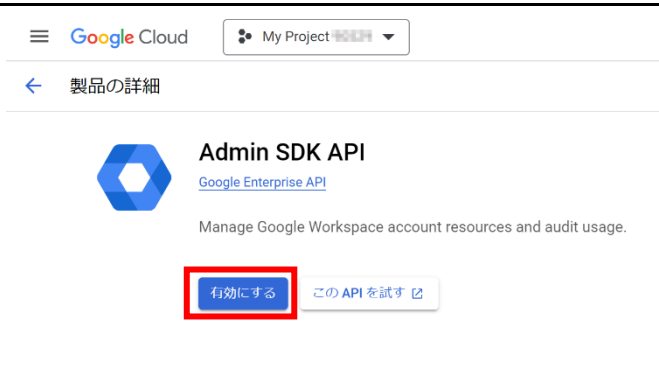 Google Cloud
My Project
製品の詳細
Admin SDK API
Google Enterprise API
Manage Google Workspace account resources and audit usage.
有効にする
この API を試す